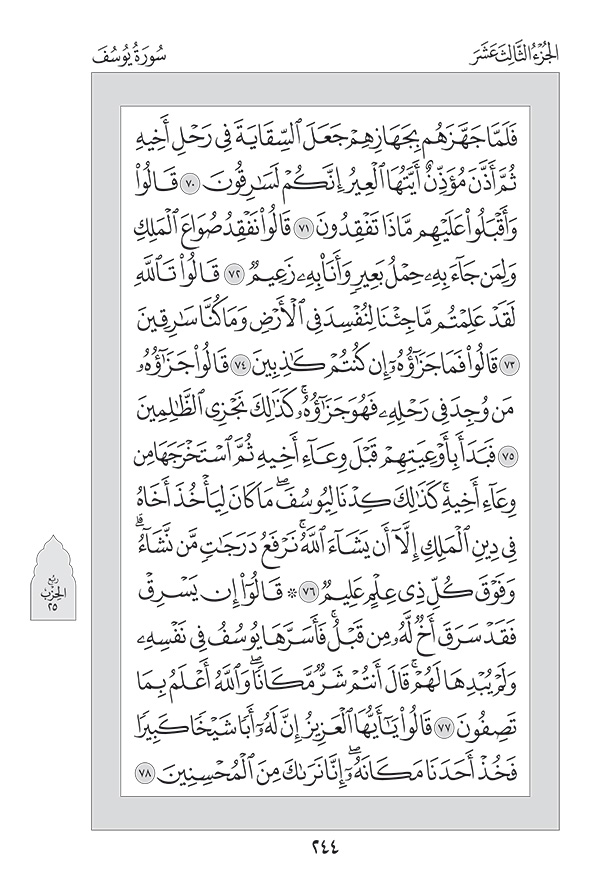 الجُزْءُ الثَّالِثَ عَشَرَ
سُورَةُ يُوسُفَ
فَلَمَّا جَهَّزَهُم بِجَهَازِهِمْ جَعَلَ ٱلسِّقَايَةَ فِي رَحْلِ أَخِيهِ
ثُمَّ أَذَّنَ مُؤَذِّنٌ أَيَّتُهَا ٱلْعِيرُ إِنَّكُمْ لَسَٰرِقُونَ ٧٠ قَالُوا۟
وَأَقْبَلُوا۟ عَلَيْهِم مَّاذَا تَفْقِدُونَ ٧١ قَالُوا۟ نَفْقِدُ صُوَاعَ ٱلْمَلِكِ
وَلِمَن جَآءَ بِهِۦ حِمْلُ بَعِيرٍ وَأَنَا۠ بِهِۦ زَعِيمٌ ٧٢ قَالُوا۟ تَٱللَّهِ
لَقَدْ عَلِمْتُم مَّا جِئْنَا لِنُفْسِدَ فِي ٱلْأَرْضِ وَمَا كُنَّا سَٰرِقِينَ
٧٣ قَالُوا۟ فَمَا جَزَٰٓؤُهُۥٓ إِن كُنتُمْ كَٰذِبِينَ ٧٤ قَالُوا۟ جَزَٰٓؤُهُۥ
مَن وُجِدَ فِي رَحْلِهِۦ فَهُوَ جَزَٰٓؤُهُۥ ۚ كَذَٰلِكَ نَجْزِي ٱلظَّٰلِمِينَ
٧٥ فَبَدَأَ بِأَوْعِيَتِهِمْ قَبْلَ وِعَآءِ أَخِيهِ ثُمَّ ٱسْتَخْرَجَهَا مِن
وِعَآءِ أَخِيهِ ۚ كَذَٰلِكَ كِدْنَا لِيُوسُفَ ۖ مَا كَانَ لِيَأْخُذَ أَخَاهُ
فِي دِينِ ٱلْمَلِكِ إِلَّآ أَن يَشَآءَ ٱللَّهُ ۚ نَرْفَعُ دَرَجَٰتٍ مَّن نَّشَآءُ ۗ
وَفَوْقَ كُلِّ ذِي عِلْمٍ عَلِيمٌ ٧٦ ۞ قَالُوٓا۟ إِن يَسْرِقْ
فَقَدْ سَرَقَ أَخٌ لَّهُۥ مِن قَبْلُ ۚ فَأَسَرَّهَا يُوسُفُ فِي نَفْسِهِۦ
وَلَمْ يُبْدِهَا لَهُمْ ۚ قَالَ أَنتُمْ شَرٌّ مَّكَانًا ۖ وَٱللَّهُ أَعْلَمُ بِمَا
تَصِفُونَ ٧٧ قَالُوا۟ يَٰٓأَيُّهَا ٱلْعَزِيزُ إِنَّ لَهُۥٓ أَبًا شَيْخًا كَبِيرًا
فَخُذْ أَحَدَنَا مَكَانَهُۥٓ ۖ إِنَّا نَرَىٰكَ مِنَ ٱلْمُحْسِنِينَ ٧٨
رُبْع
الحِزْب
٢٥
٢٤٤